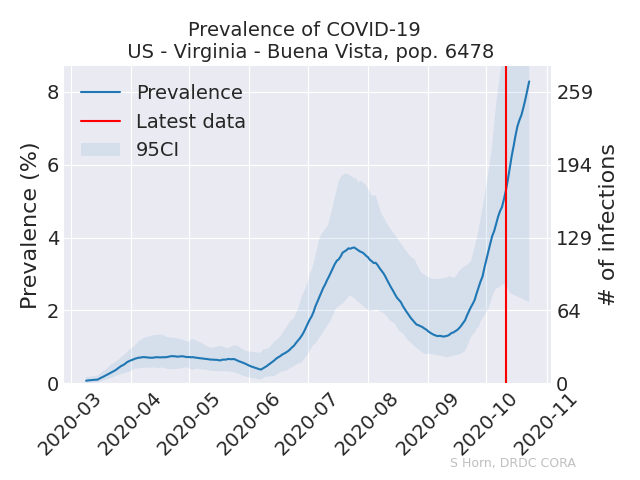 Prevalence of COVID-19
US - Virginia - Buena Vista, pop. 6478
Prevalence
Latest data
95CI
Prevalence (%)
8
6
4
2
0
# of infections
259
194
129
64
0
2020-03
2020-04
2020-05
2020-06
2020-07
2020-08
2020-09
2020-10
2020-11
S Horn, DRDC CORA